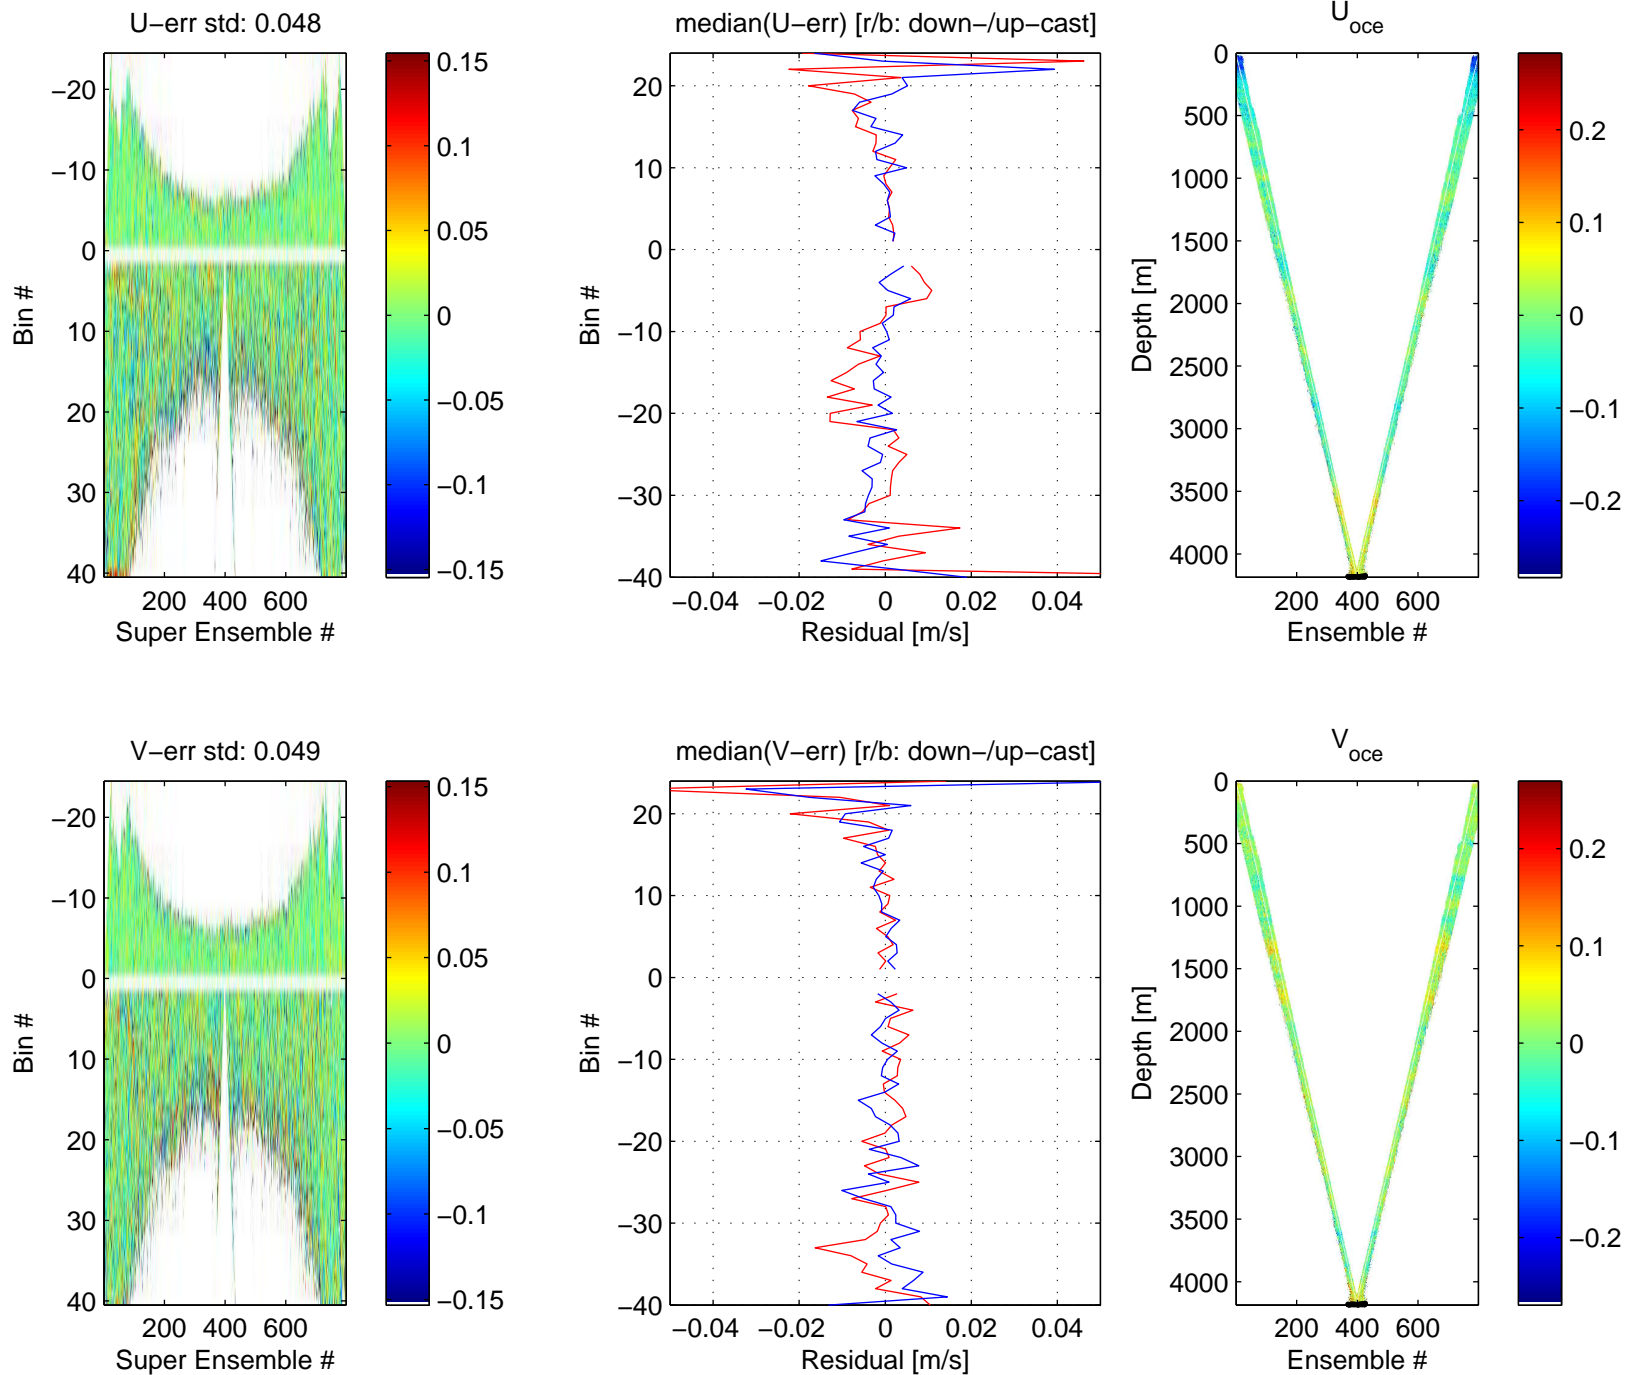 U−err std: 0.048
−20
−10
0
10
20
30
40
200 400 600
Bin #
Super Ensemble #
0.15
0.1
0.05
0
−0.05
−0.1
−0.15
median(U−err) [r/b: down−/up−cast]
20
10
0
−10
−20
−30
−40
−0.04 −0.02 0 0.02 0.04
Bin #
Residual [m/s]
U_oce
0
500
1000
1500
2000
2500
3000
3500
4000
200 400 600
Depth [m]
Ensemble #
0.2
0.1
0
−0.1
−0.2
V−err std: 0.049
−20
−10
0
10
20
30
40
200 400 600
Bin #
Super Ensemble #
0.15
0.1
0.05
0
−0.05
−0.1
−0.15
median(V−err) [r/b: down−/up−cast]
20
10
0
−10
−20
−30
−40
−0.04 −0.02 0 0.02 0.04
Bin #
Residual [m/s]
V_oce
0
500
1000
1500
2000
2500
3000
3500
4000
200 400 600
Depth [m]
Ensemble #
0.2
0.1
0
−0.1
−0.2